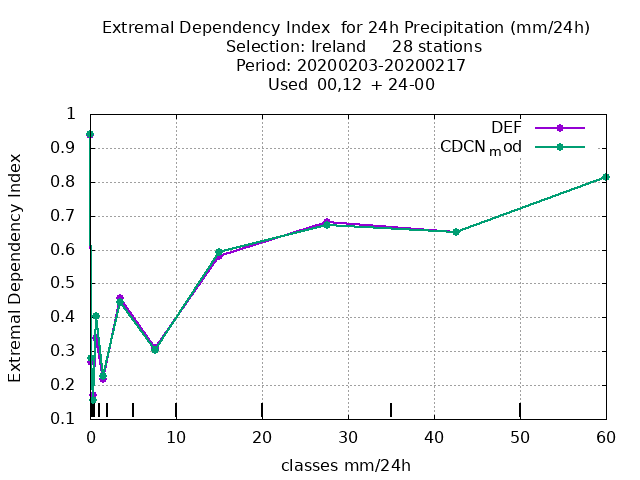 Extremal Dependency Index  for 24h Precipitation (mm/24h)
Selection: Ireland     28 stations
Period: 20200203-20200217
Used  00,12  + 24-00
DEF
CDCN_mod
Extremal Dependency Index
1
0.9
0.8
0.7
0.6
0.5
0.4
0.3
0.2
0.1
0 10 20 30 40 50 60
classes mm/24h